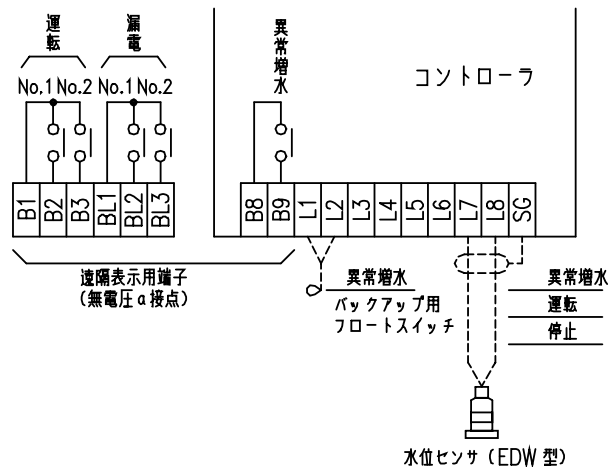 運転
漏電
異常増水
No.1 No.2 No.1 No.2
コントローラ
B1 B2 B3 BL1 BL2 BL3
B8 B9 L1 L2 L3 L4 L5 L6 L7 L8 SG
遠隔表示用端子
(無電圧a接点)
異常増水
バックアップ用
フロートスイッチ
異常増水
運転
停止
水位センサ(EDW型)